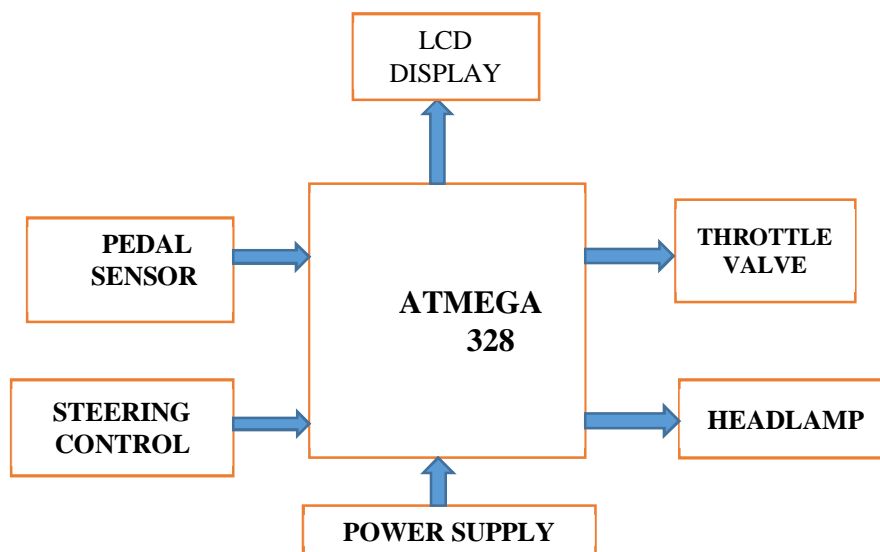 LCD
DISPLAY
PEDAL
SENSOR
THROTTLE
VALVE
ATMEGA
328
STEERING
CONTROL
HEADLAMP
POWER SUPPLY